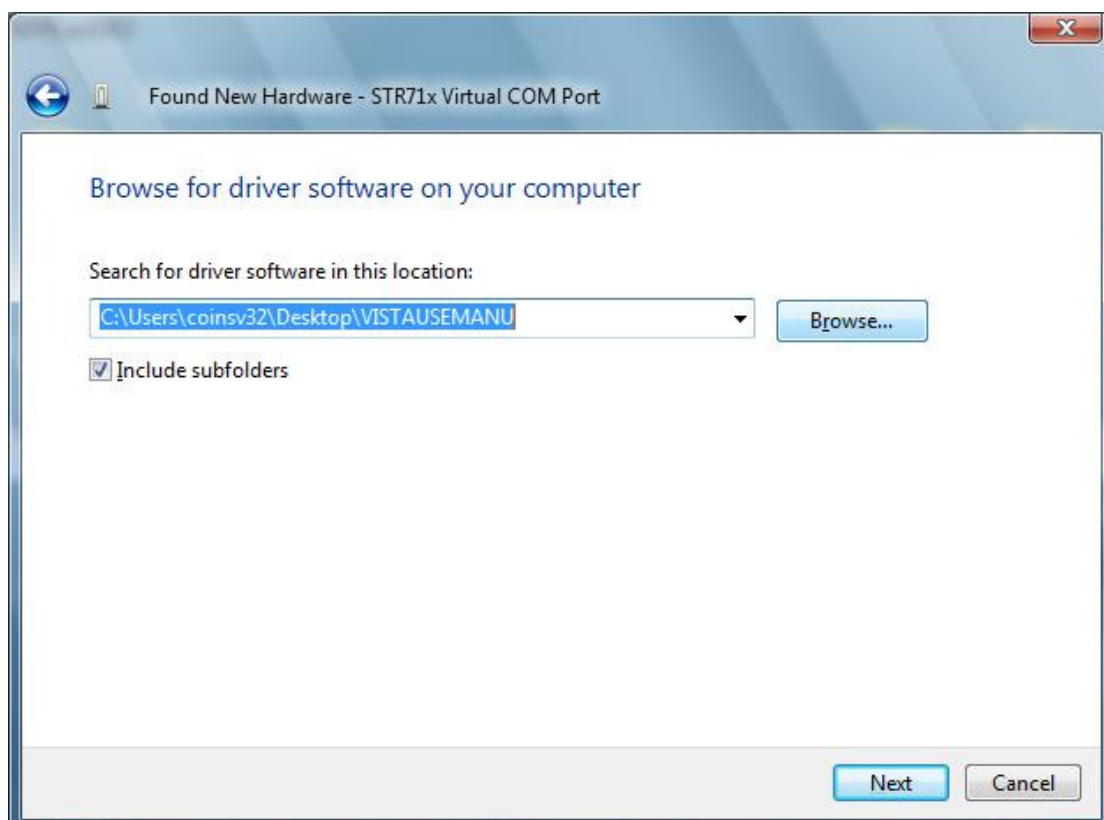 Found New Hardware - STR71x Virtual COM Port
Browse for driver software on your computer
Search for driver software in this location:
C:\Users\coinsv32\Desktop\VISTAUSEMANU
Browse...
Include subfolders
Next
Cancel